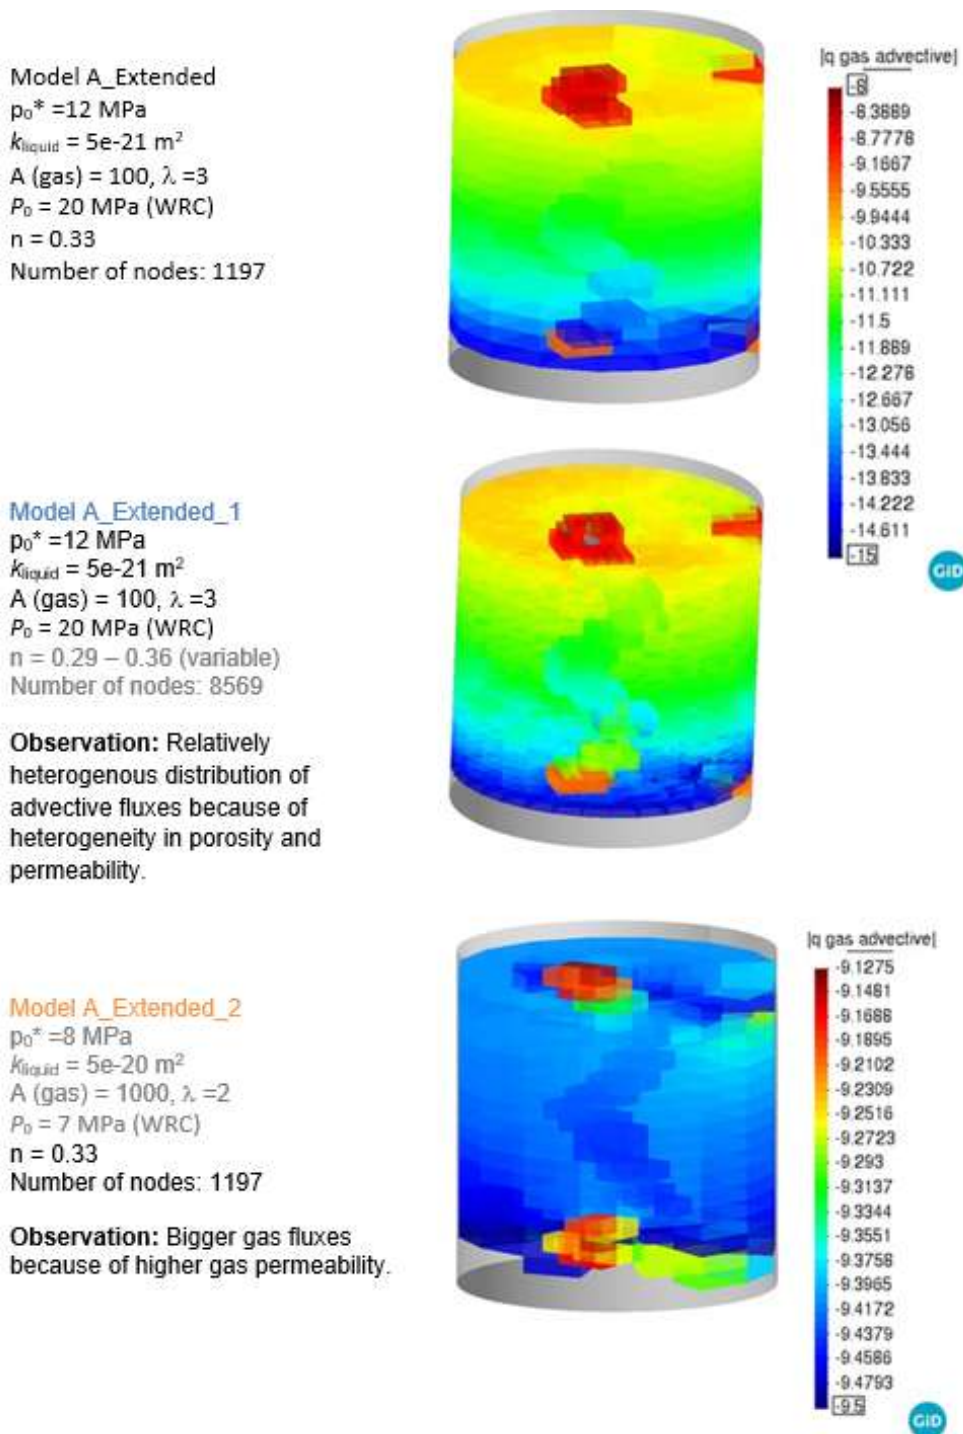 Model A_Extended
p₀* =12 MPa
kliquid = 5e-21 m²
A (gas) = 100, λ =3
P₀ = 20 MPa (WRC)
n = 0.33
Number of nodes: 1197
|q gas advective|
-8
-8.3889
-8.7778
-9.1667
-9.5555
-9.9444
-10.333
-10.722
-11.111
-11.5
-11.889
-12.278
-12.667
-13.056
-13.444
-13.833
-14.222
-14.611
-15
GiD
Model A_Extended_1
p₀* =12 MPa
kliquid = 5e-21 m²
A (gas) = 100, λ =3
P₀ = 20 MPa (WRC)
n = 0.29 – 0.36 (variable)
Number of nodes: 8569
Observation: Relatively
heterogenous distribution of
advective fluxes because of
heterogeneity in porosity and
permeability.
Model A_Extended_2
p₀* =8 MPa
kliquid = 5e-20 m²
A (gas) = 1000, λ =2
P₀ = 7 MPa (WRC)
n = 0.33
Number of nodes: 1197
Observation: Bigger gas fluxes
because of higher gas permeability.
|q gas advective|
-9.1275
-9.1481
-9.1688
-9.1895
-9.2102
-9.2309
-9.2516
-9.2723
-9.293
-9.3137
-9.3344
-9.3551
-9.3758
-9.3965
-9.4172
-9.4379
-9.4586
-9.4793
-9.5
GiD